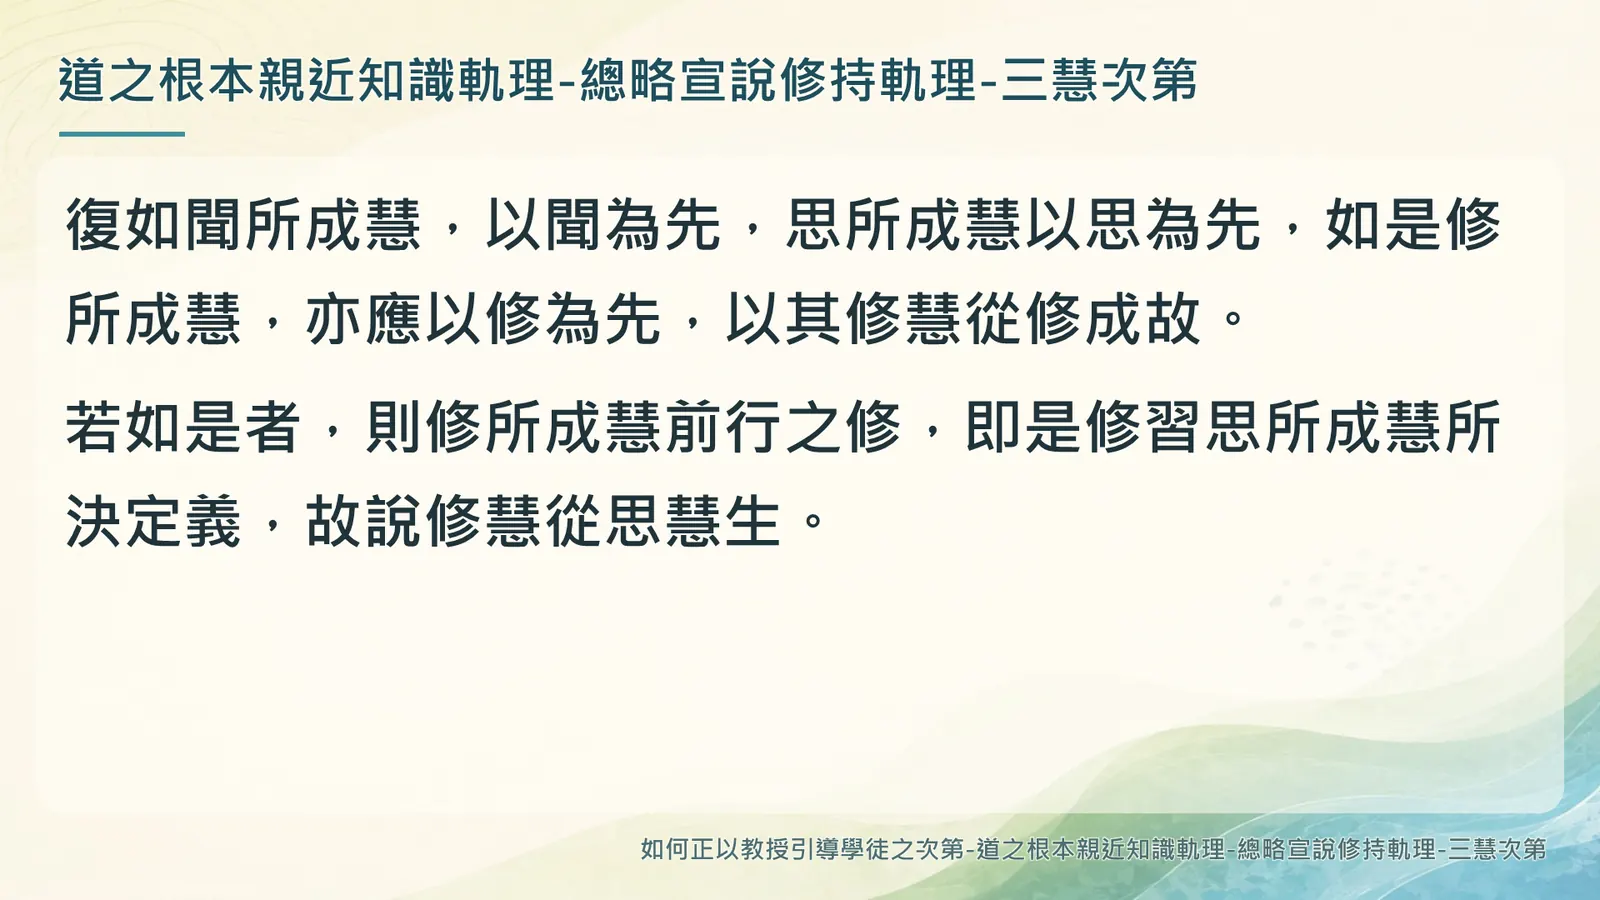 道之根本親近知識軌理-總略宣說修持軌理-三慧次第
復如聞所成慧，以聞為先，思所成慧以思為先，如是修
所成慧，亦應以修為先，以其修慧從修成故。
若如是者，則修所成慧前行之修，即是修習思所成慧所
決定義，故說修慧從思慧生。
如何正以教授引導學徒之次第-道之根本親近知識軌理-總略宣說修持軌理-三慧次第